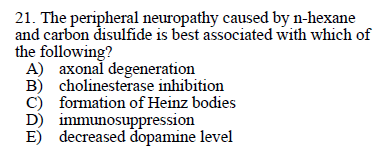 21. The peripheral neuropathy caused by n-hexane
and carbon disulfide is best associated with which of
the following?
A) axonal degeneration
B) cholinesterase inhibition
C) formation of Heinz bodies
D) immunosuppression
E) decreased dopamine level